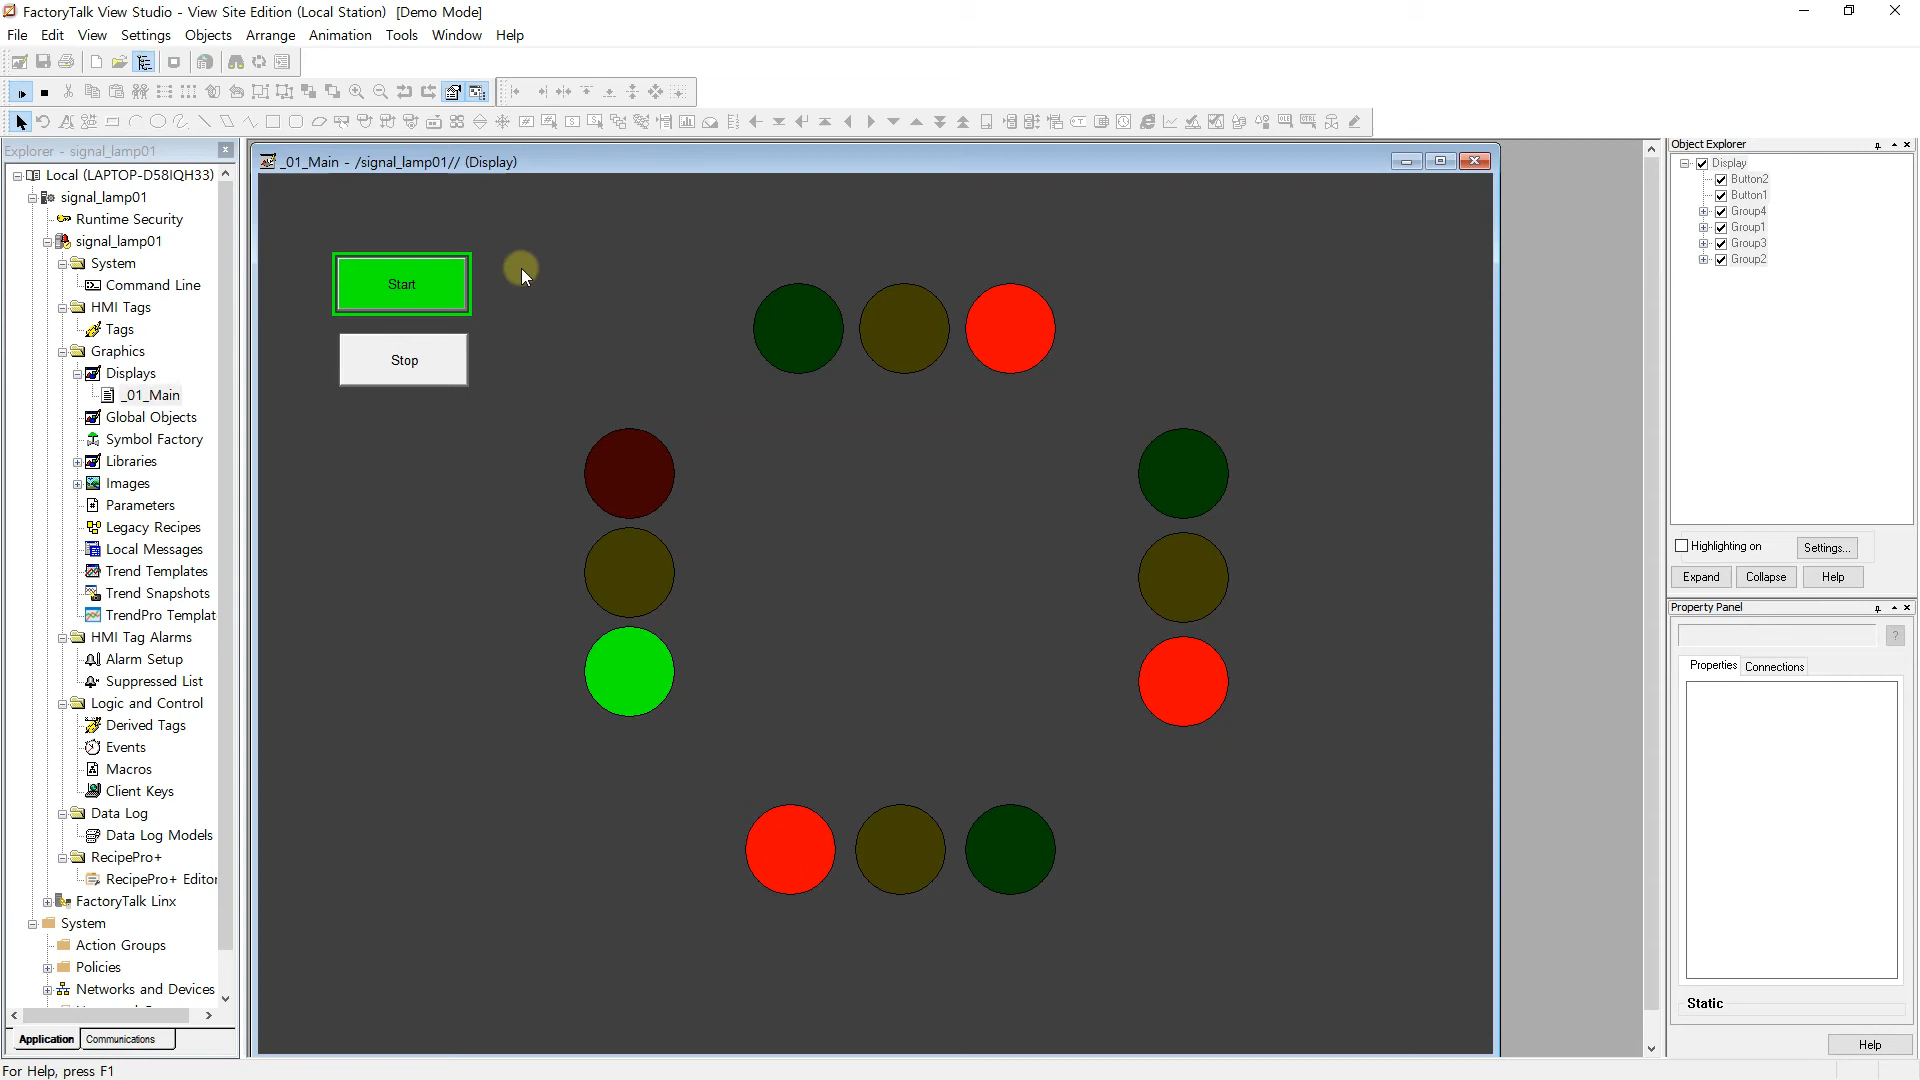 FactoryTalk View Studio - View Site Edition (Local Station)   [Demo Mode]
File Edit View Settings Objects Arrange Animation Tools Window Help
Explorer - signal_lamp01
Local (LAPTOP-D58IQH33)
signal_lamp01
Runtime Security
signal_lamp01
System
Command Line
HMI Tags
Tags
Graphics
Displays
_01_Main
Global Objects
Symbol Factory
Libraries
Images
Parameters
Legacy Recipes
Local Messages
Trend Templates
Trend Snapshots
TrendPro Templat
HMI Tag Alarms
Alarm Setup
Suppressed List
Logic and Control
Derived Tags
Events
Macros
Client Keys
Data Log
Data Log Models
RecipePro+
RecipePro+ Editor
FactoryTalk Linx
System
Action Groups
Policies
Networks and Devices
Application Communications
_01_Main - /signal_lamp01// (Display)
Start
Stop
Object Explorer
Display
Button2
Button1
Group4
Group1
Group3
Group2
Highlighting on Settings...
Expand Collapse Help
Property Panel
?
Properties Connections
Static
Help
For Help, press F1